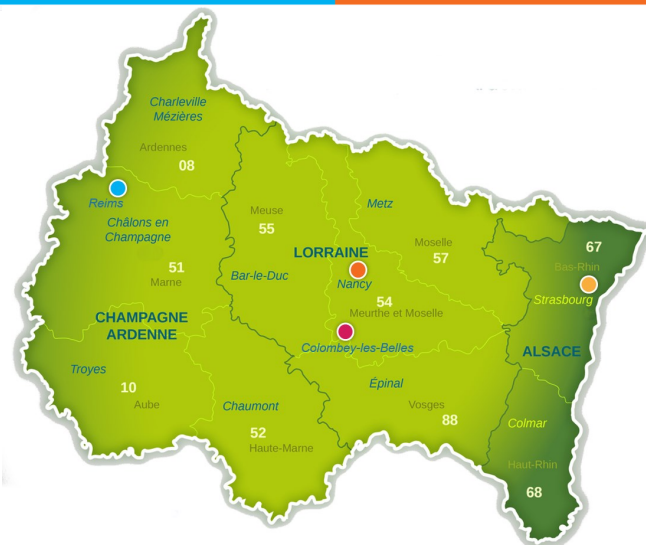 Charleville
Mézières
Ardennes
08
Reims
Châlons en
Champagne
51
Marne
CHAMPAGNE
ARDENNE
Troyes
10
Aube
Chaumont
52
Haute-Marne
Meuse
55
Bar-le-Duc
LORRAINE
Metz
Moselle
57
Nancy
54
Meurthe et Moselle
Colombey-les-Belles
Épinal
Vosges
88
67
Bas-Rhin
Strasbourg
ALSACE
Colmar
Haut-Rhin
68